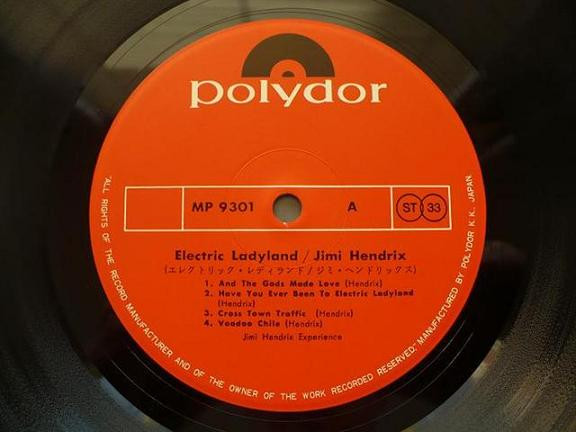 polydor
MP 9301
A
ST 33
Electric Ladyland / Jimi Hendrix
(エレクトリック・レディランド / ジミ・ヘンドリックス)
1. And The Gods Made Love (Hendrix)
2. Have You Ever Been To Electric Ladyland
(Hendrix)
3. Cross Town Traffic (Hendrix)
4. Voodoo Chile (Hendrix)
Jimi Hendrix Experience
"ALL RIGHTS OF THE RECORD MANUFACTURER AND OF THE OWNER OF THE WORK RECORDED RESERVED." MANUFACTURED BY POLYDOR K.K., JAPAN.